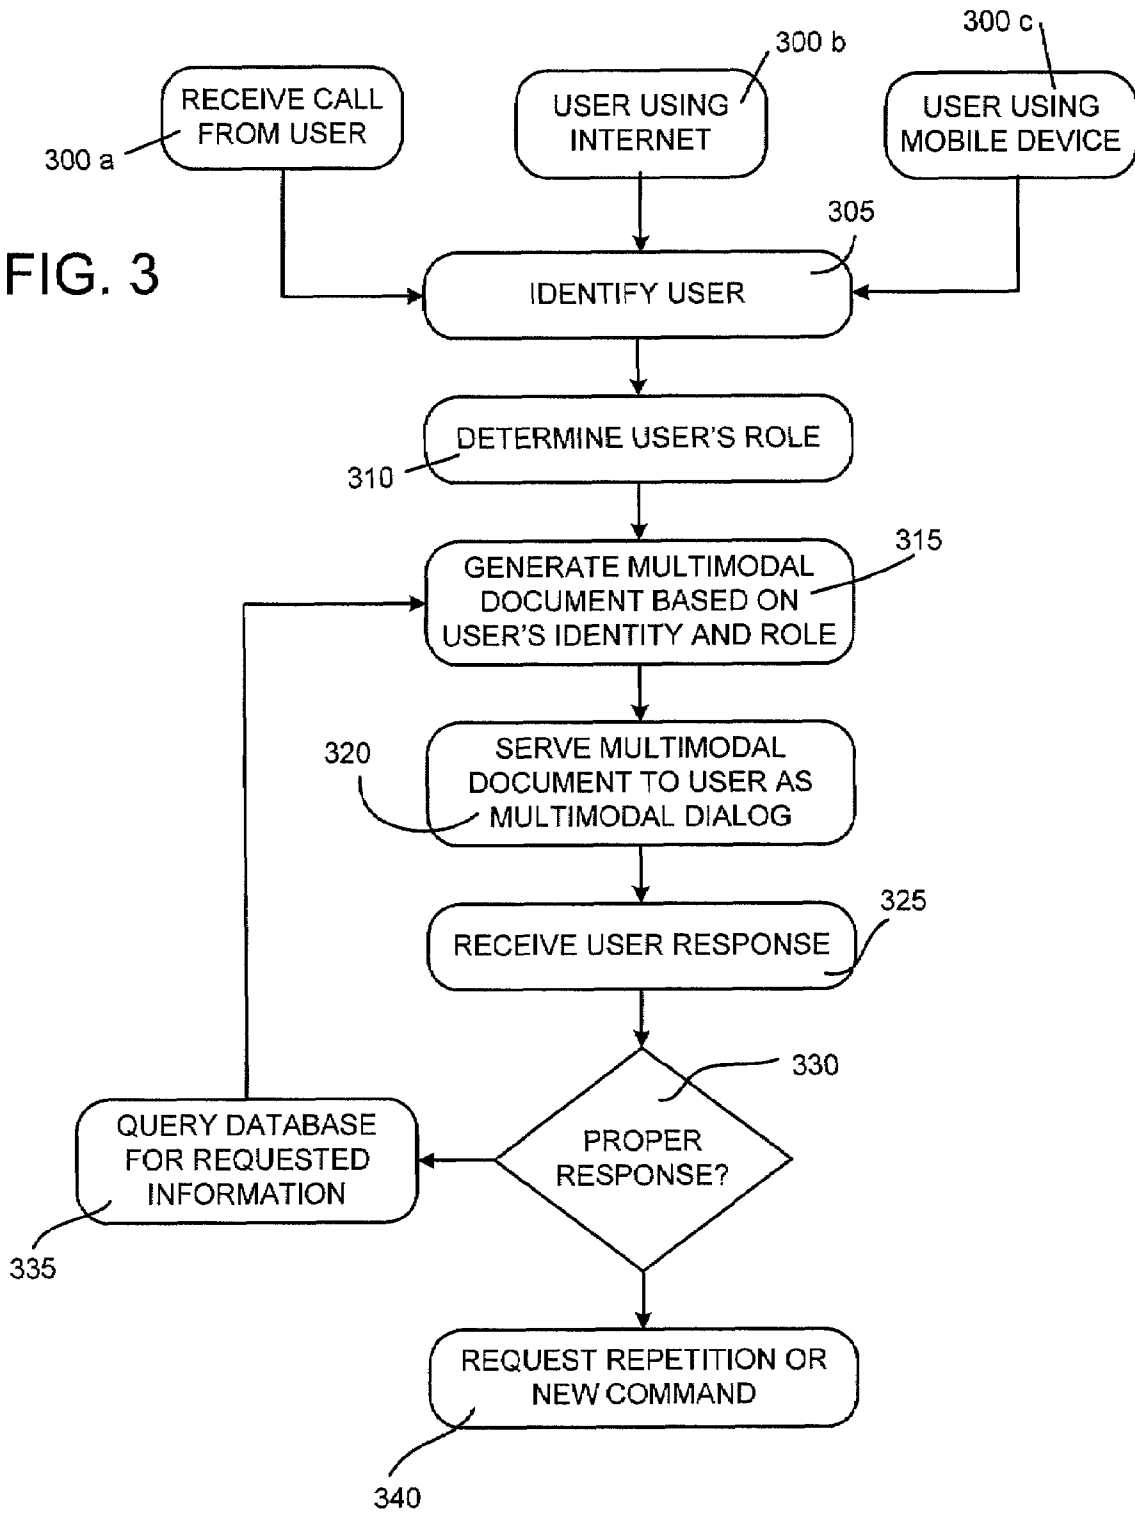 300 c
300 b
RECEIVE CALL
FROM USER
300 a
USER USING
INTERNET
USER USING
MOBILE DEVICE
305
FIG. 3
IDENTIFY USER
DETERMINE USER'S ROLE
310
315
GENERATE MULTIMODAL
DOCUMENT BASED ON
USER'S IDENTITY AND ROLE
320
SERVE MULTIMODAL
DOCUMENT TO USER AS
MULTIMODAL DIALOG
325
RECEIVE USER RESPONSE
330
PROPER
RESPONSE?
QUERY DATABASE
FOR REQUESTED
INFORMATION
335
REQUEST REPETITION OR
NEW COMMAND
340